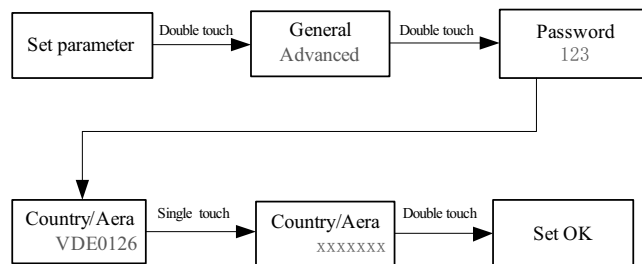 Set parameter
Double touch
General
Advanced
Double touch
Password
123
Country/Aera
VDE0126
Single touch
Country/Aera
xxxxxxx
Double touch
Set OK